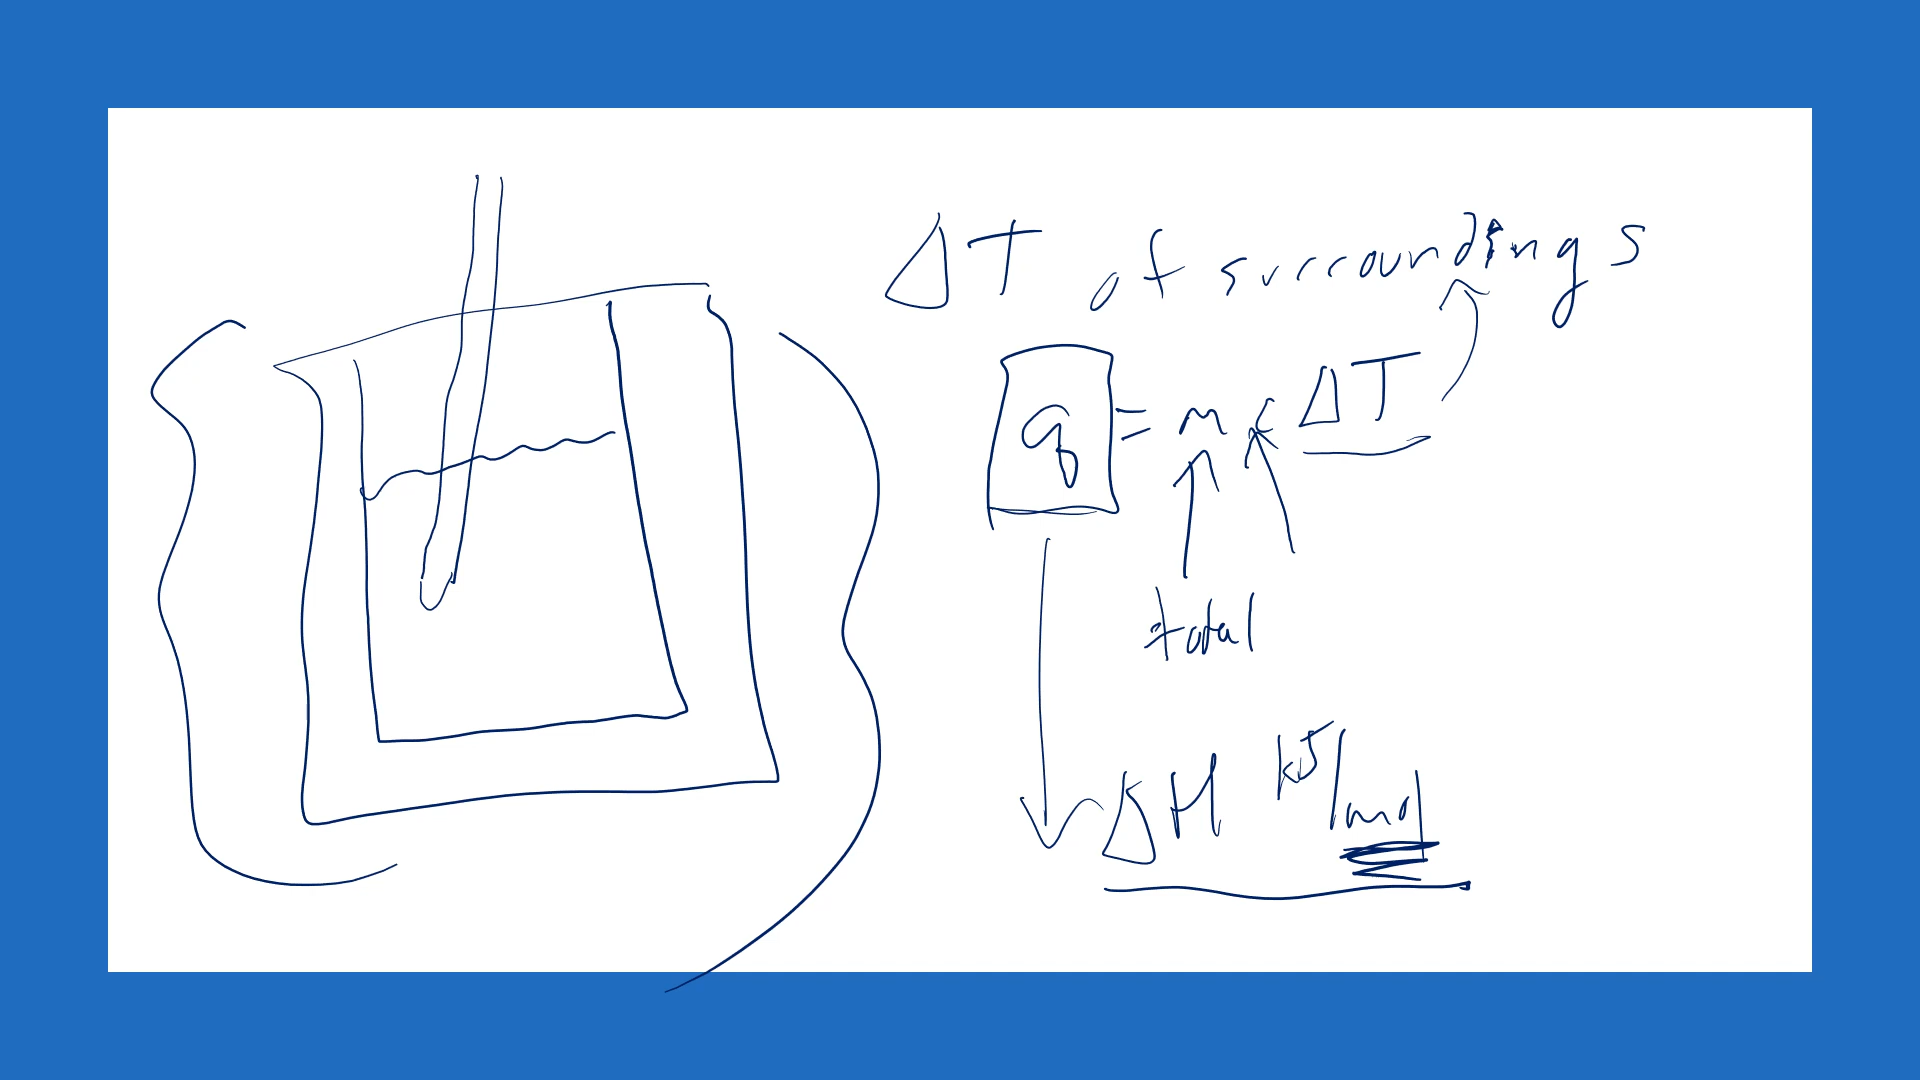 ΔT of surroundings
q = mcΔT
total
ΔH kJ/mol